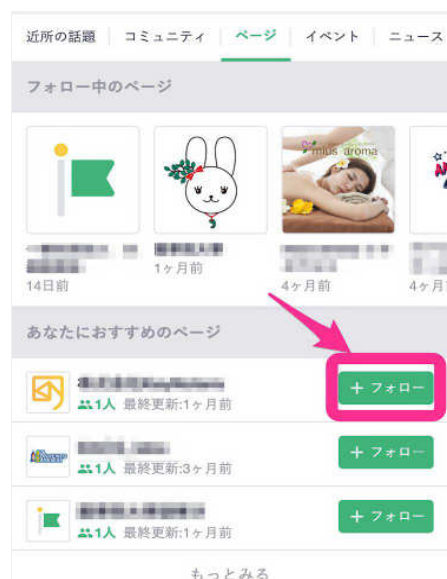 近所の話題 コミュニティ ページ イベント ニュース
フォロー中のページ
mius aroma
14日前
1ヶ月前
4ヶ月前
あなたにおすすめのページ
+ フォロー
1人 最終更新:1ヶ月前
+ フォロー
1人 最終更新:3ヶ月前
+ フォロー
1人 最終更新:1ヶ月前
もっとみる